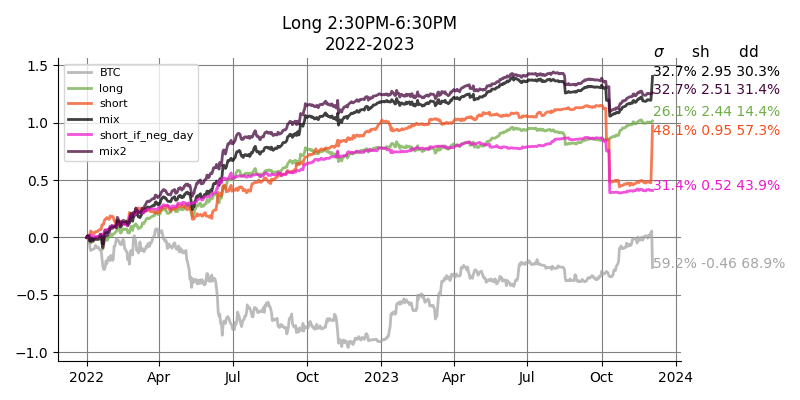 Long 2:30PM-6:30PM
2022-2023
σ sh dd
32.7% 2.95 30.3%
32.7% 2.51 31.4%
26.1% 2.44 14.4%
48.1% 0.95 57.3%
31.4% 0.52 43.9%
59.2% -0.46 68.9%
BTC
long
short
mix
short_if_neg_day
mix2
1.5
1.0
0.5
0.0
−0.5
−1.0
2022 Apr Jul Oct 2023 Apr Jul Oct 2024